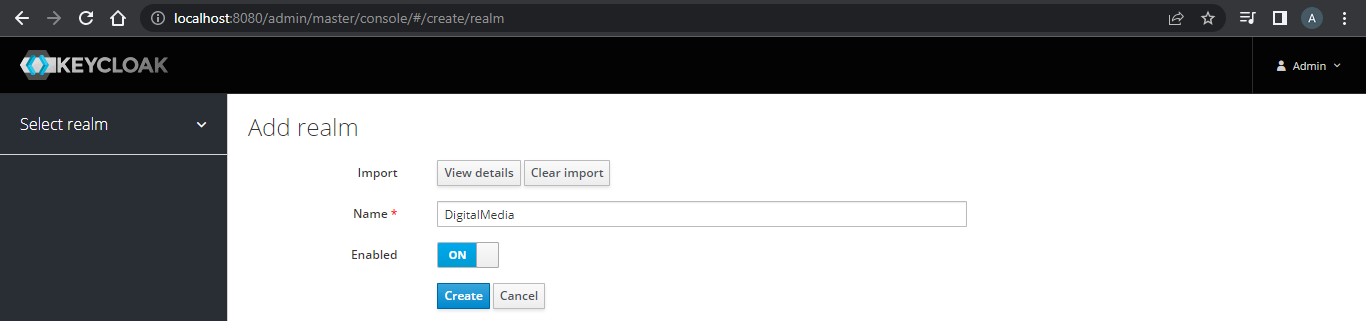 localhost:8080/admin/master/console/#/create/realm
A
KEYCLOAK
Admin
Select realm
Add realm
Import View details Clear import
Name * DigitalMedia
Enabled ON
Create Cancel